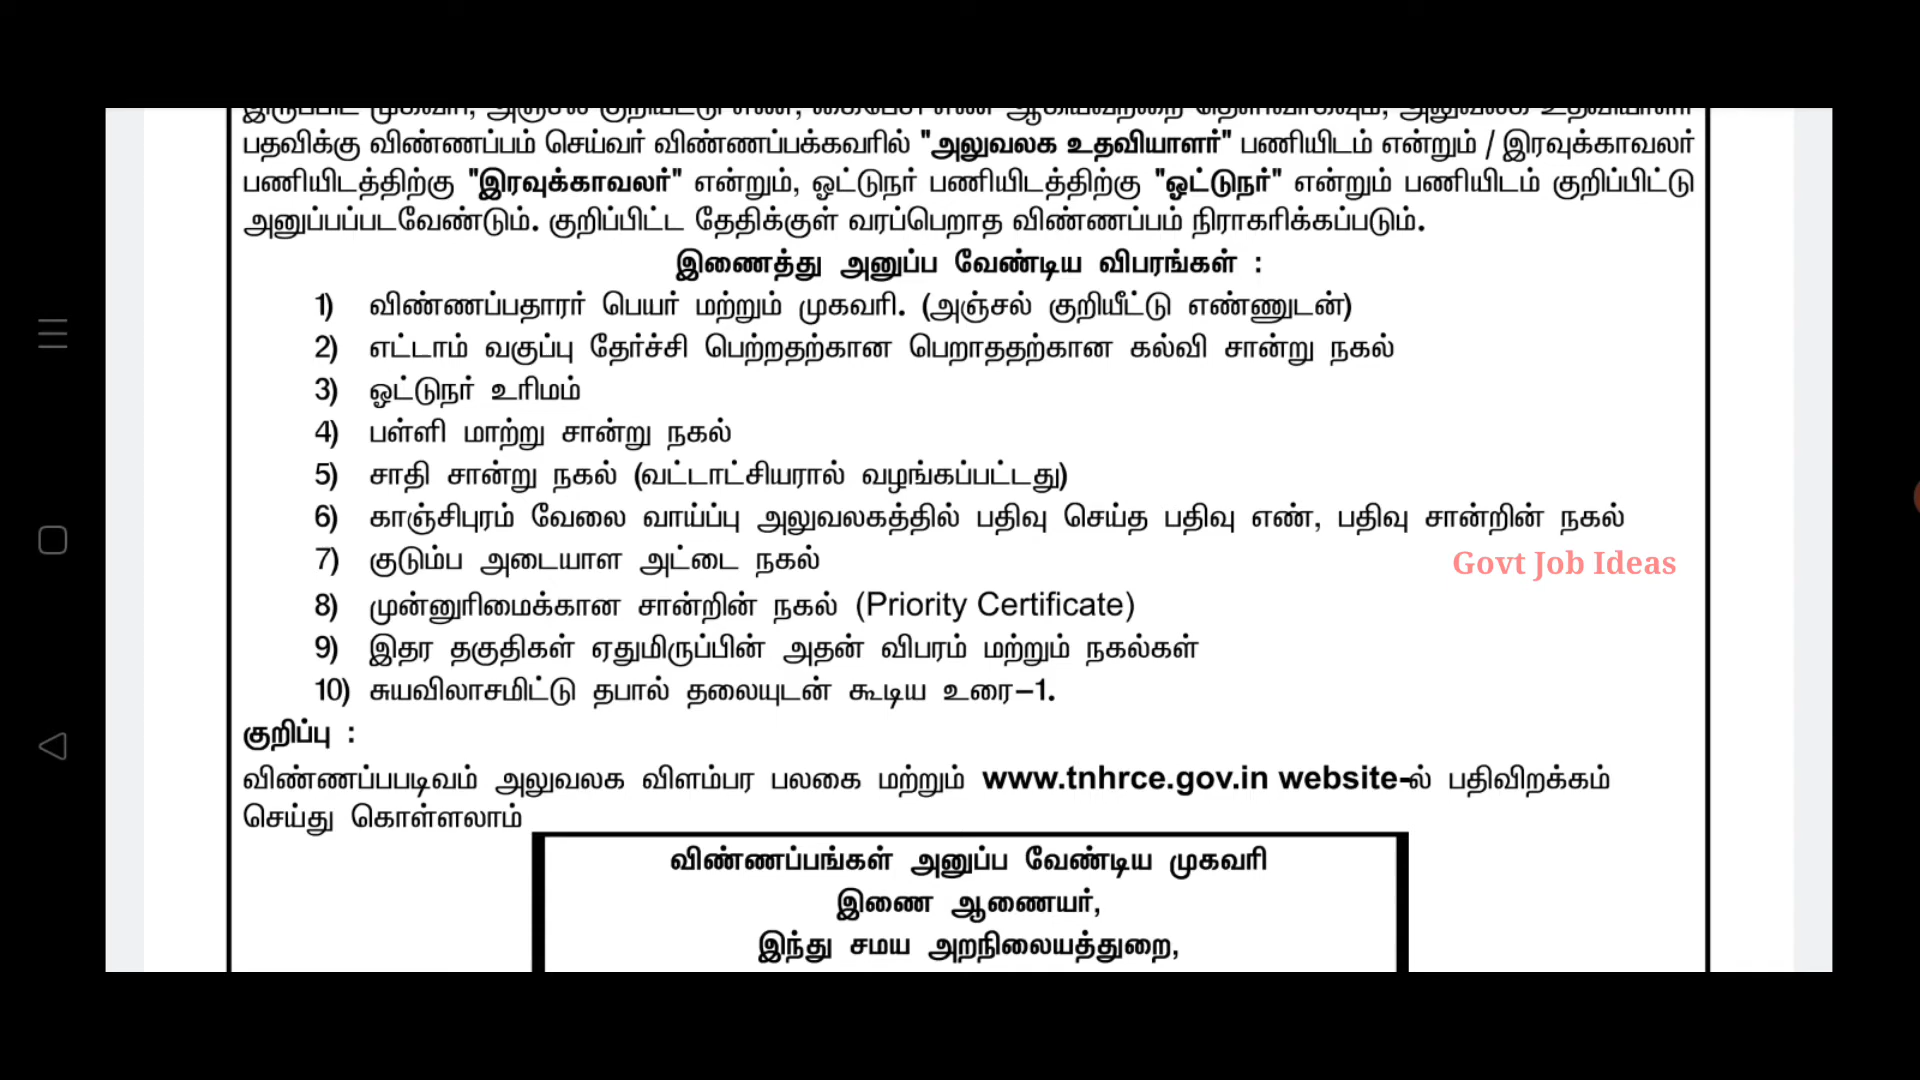 பதவிக்கு விண்ணப்பம் செய்வர் விண்ணப்பக்கவரில் "அலுவலக உதவியாளர்" பணியிடம் என்றும் / இரவுக்காவலர்
பணியிடத்திற்கு "இரவுக்காவலர்" என்றும், ஓட்டுநர் பணியிடத்திற்கு "ஓட்டுநர்" என்றும் பணியிடம் குறிப்பிட்டு
அனுப்பப்படவேண்டும். குறிப்பிட்ட தேதிக்குள் வரப்பெறாத விண்ணப்பம் நிராகரிக்கப்படும்.
இணைத்து அனுப்ப வேண்டிய விபரங்கள் :
1) விண்ணப்பதாரர் பெயர் மற்றும் முகவரி. (அஞ்சல் குறியீட்டு எண்ணுடன்)
2) எட்டாம் வகுப்பு தேர்ச்சி பெற்றதற்கான பெறாததற்கான கல்வி சான்று நகல்
3) ஓட்டுநர் உரிமம்
4) பள்ளி மாற்று சான்று நகல்
5) சாதி சான்று நகல் (வட்டாட்சியரால் வழங்கப்பட்டது)
6) காஞ்சிபுரம் வேலை வாய்ப்பு அலுவலகத்தில் பதிவு செய்த பதிவு எண், பதிவு சான்றின் நகல்
7) குடும்ப அடையாள அட்டை நகல்
Govt Job Ideas
8) முன்னுரிமைக்கான சான்றின் நகல் (Priority Certificate)
9) இதர தகுதிகள் ஏதுமிருப்பின் அதன் விபரம் மற்றும் நகல்கள்
10) சுயவிலாசமிட்டு தபால் தலையுடன் கூடிய உரை–1.
குறிப்பு :
விண்ணப்பபடிவம் அலுவலக விளம்பர பலகை மற்றும் www.tnhrce.gov.in website-ல் பதிவிறக்கம்
செய்து கொள்ளலாம்
விண்ணப்பங்கள் அனுப்ப வேண்டிய முகவரி
இணை ஆணையர்,
இந்து சமய அறநிலையத்துறை,